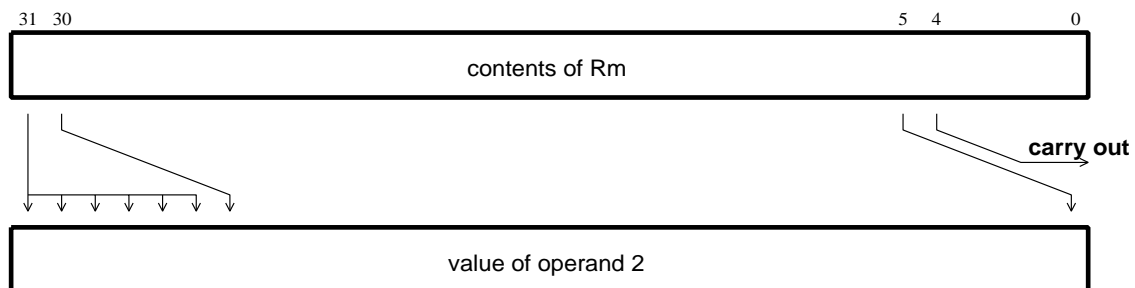 31 30 5 4 0
contents of Rm
carry out
value of operand 2